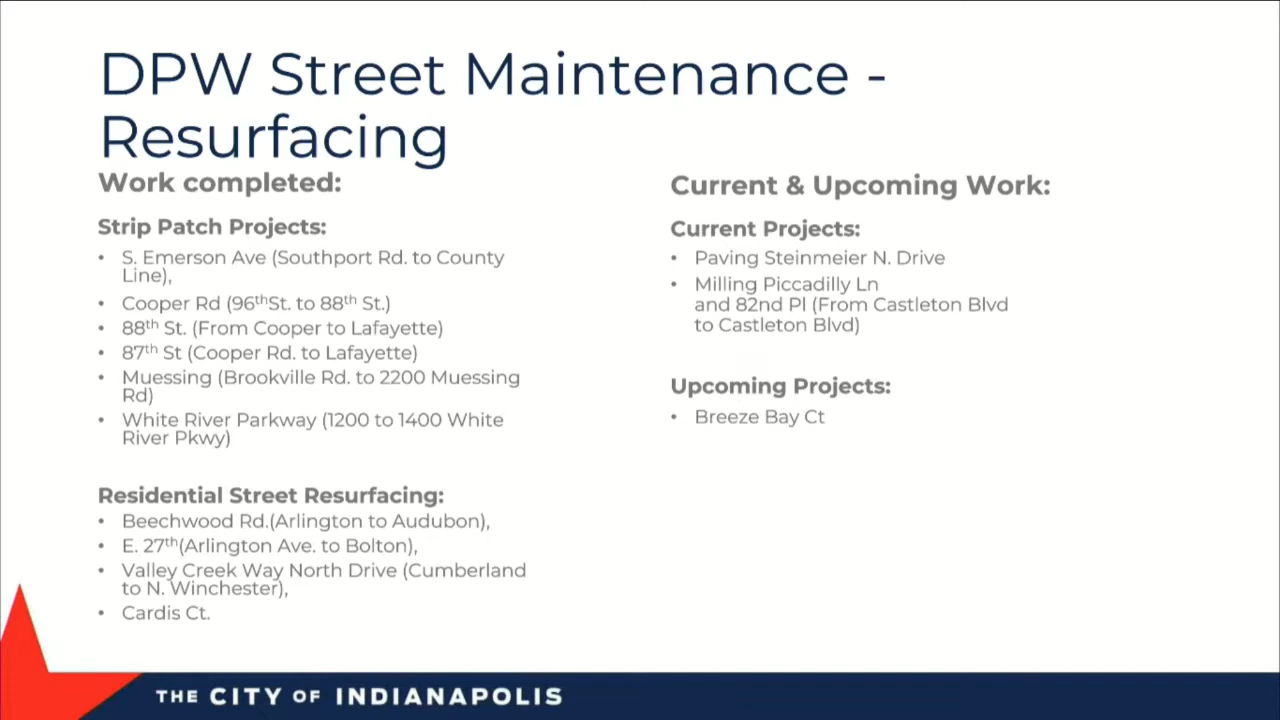 DPW Street Maintenance -
Resurfacing
Work completed:
Strip Patch Projects:
• S. Emerson Ave (Southport Rd. to County
Line),
• Cooper Rd (96thSt. to 88th St.)
• 88th St. (From Cooper to Lafayette)
• 87th St (Cooper Rd. to Lafayette)
• Muessing (Brookville Rd. to 2200 Muessing
Rd)
• White River Parkway (1200 to 1400 White
River Pkwy)
Residential Street Resurfacing:
• Beechwood Rd.(Arlington to Audubon),
• E. 27th(Arlington Ave. to Bolton),
• Valley Creek Way North Drive (Cumberland
to N. Winchester),
• Cardis Ct.
Current & Upcoming Work:
Current Projects:
• Paving Steinmeier N. Drive
• Milling Piccadilly Ln
and 82nd Pl (From Castleton Blvd
to Castleton Blvd)
Upcoming Projects:
• Breeze Bay Ct
THE CITY OF INDIANAPOLIS